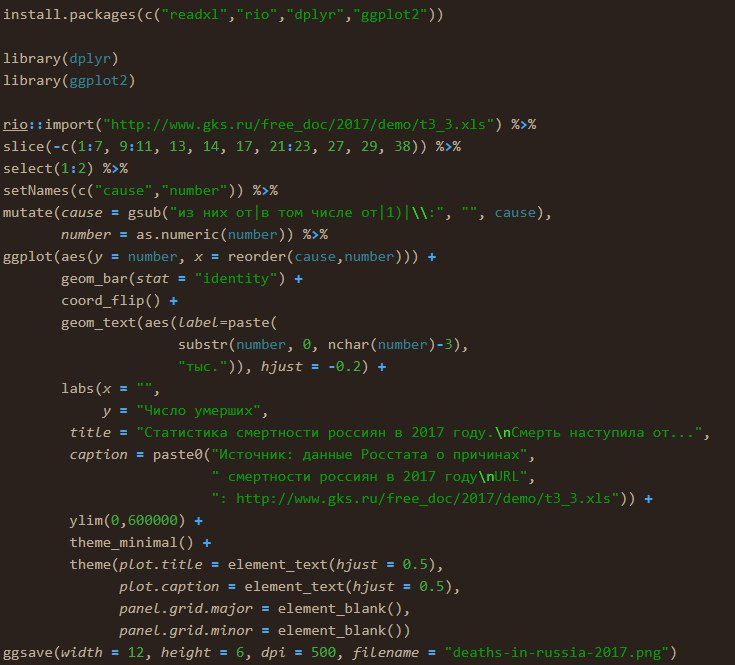 install.packages(c("readxl","rio","dplyr","ggplot2"))
library(dplyr)
library(ggplot2)
rio::import("http://www.gks.ru/free_doc/2017/demo/t3_3.xls") %>%
slice(-c(1:7, 9:11, 13, 14, 17, 21:23, 27, 29, 38)) %>%
select(1:2) %>%
setNames(c("cause","number")) %>%
mutate(cause = gsub("из них от|в том числе от|1)|\\:", "", cause),
number = as.numeric(number)) %>%
ggplot(aes(y = number, x = reorder(cause,number))) +
geom_bar(stat = "identity") +
coord_flip() +
geom_text(aes(label=paste(
substr(number, 0, nchar(number)-3),
"тыс.")), hjust = -0.2) +
labs(x = "",
y = "Число умерших",
title = "Статистика смертности россиян в 2017 году.\nСмерть наступила от...",
caption = paste0("Источник: данные Росстата о причинах",
" смертности россиян в 2017 году\nURL",
": http://www.gks.ru/free_doc/2017/demo/t3_3.xls")) +
ylim(0,600000) +
theme_minimal() +
theme(plot.title = element_text(hjust = 0.5),
plot.caption = element_text(hjust = 0.5),
panel.grid.major = element_blank(),
panel.grid.minor = element_blank())
ggsave(width = 12, height = 6, dpi = 500, filename = "deaths-in-russia-2017.png")